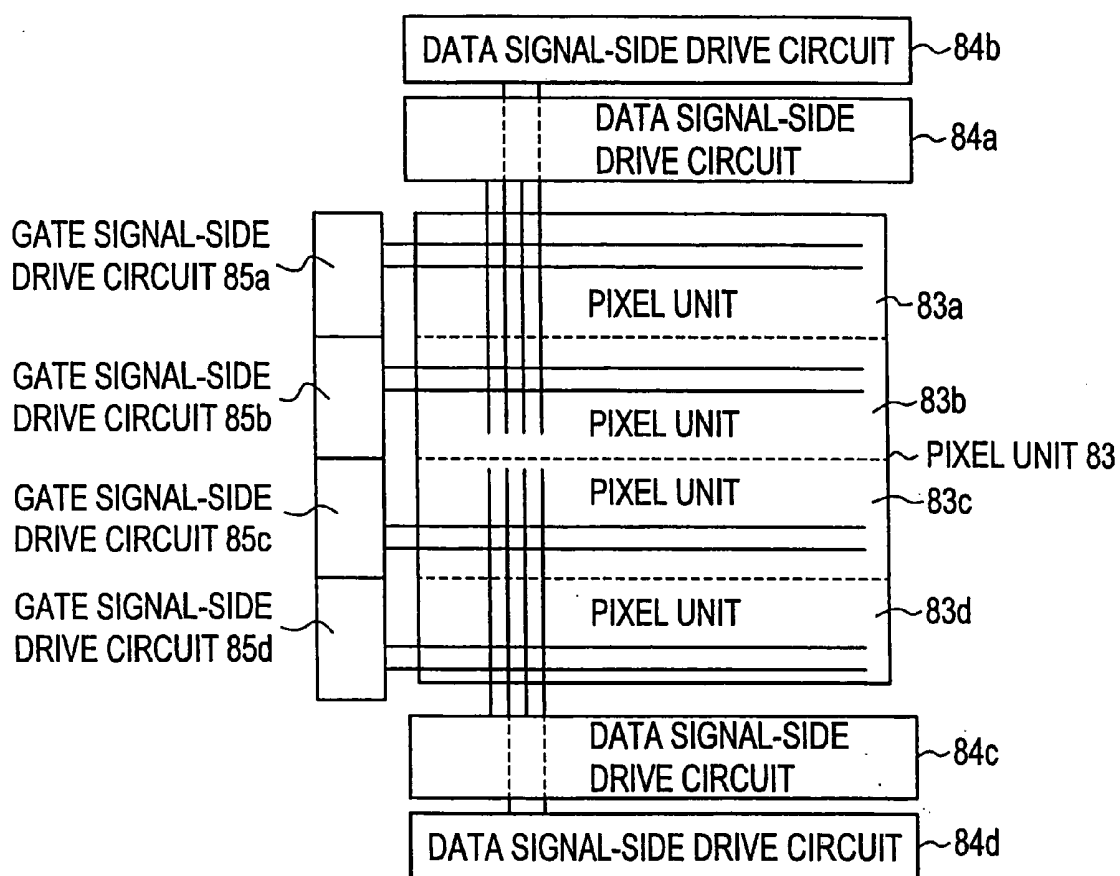 DATA SIGNAL-SIDE DRIVE CIRCUIT
84b
DATA SIGNAL-SIDE
DRIVE CIRCUIT
84a
GATE SIGNAL-SIDE
DRIVE CIRCUIT 85a
PIXEL UNIT
83a
GATE SIGNAL-SIDE
DRIVE CIRCUIT 85b
PIXEL UNIT
83b
PIXEL UNIT 83
GATE SIGNAL-SIDE
DRIVE CIRCUIT 85c
PIXEL UNIT
83c
GATE SIGNAL-SIDE
DRIVE CIRCUIT 85d
PIXEL UNIT
83d
DATA SIGNAL-SIDE
DRIVE CIRCUIT
84c
DATA SIGNAL-SIDE DRIVE CIRCUIT
84d